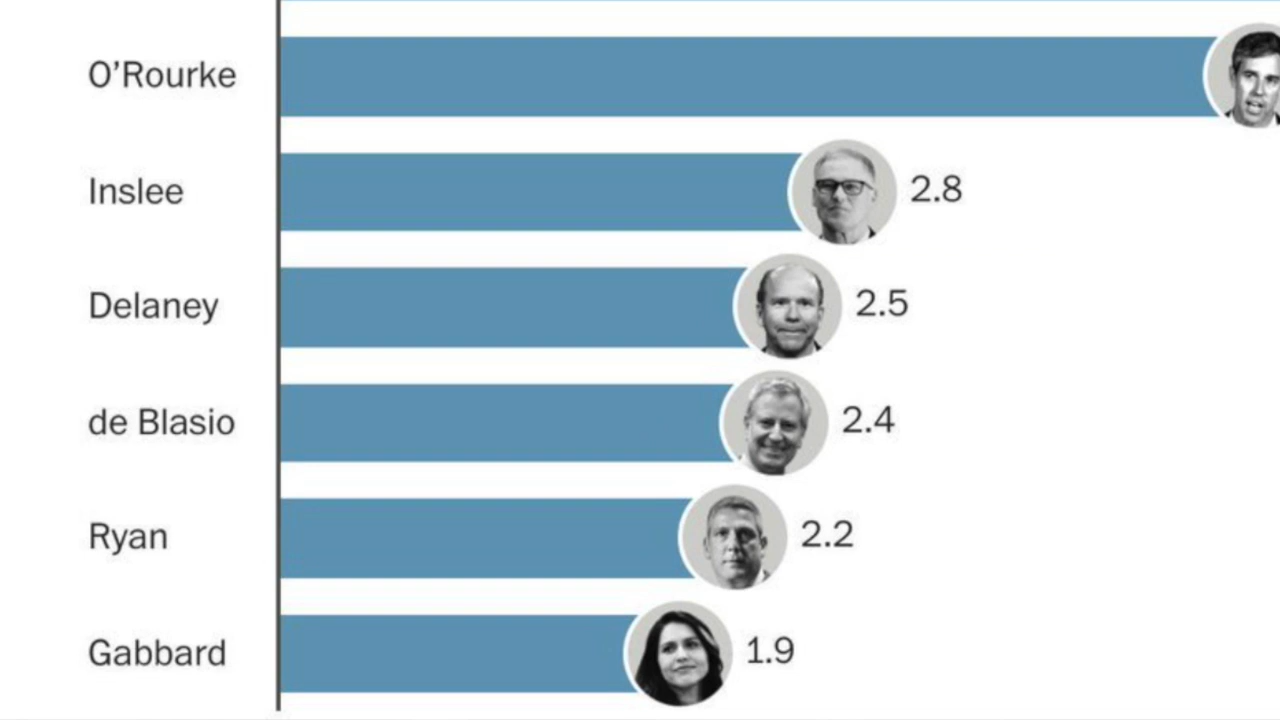 O’Rourke
Inslee 2.8
Delaney 2.5
de Blasio 2.4
Ryan 2.2
Gabbard 1.9